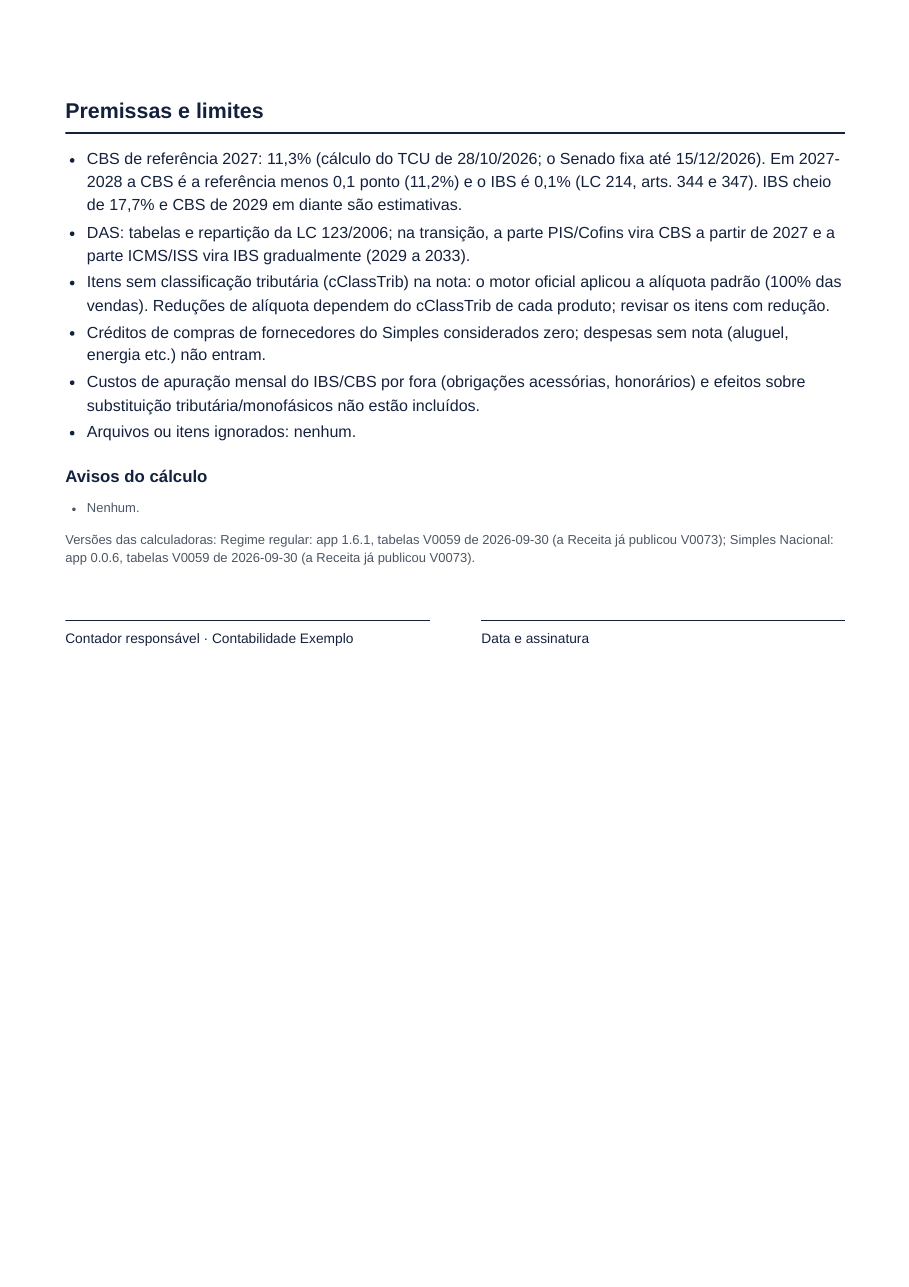 Premissas e limites
• CBS de referência 2027: 11,3% (cálculo do TCU de 28/10/2026; o Senado fixa até 15/12/2026). Em 2027-
2028 a CBS é a referência menos 0,1 ponto (11,2%) e o IBS é 0,1% (LC 214, arts. 344 e 347). IBS cheio
de 17,7% e CBS de 2029 em diante são estimativas.
• DAS: tabelas e repartição da LC 123/2006; na transição, a parte PIS/Cofins vira CBS a partir de 2027 e a
parte ICMS/ISS vira IBS gradualmente (2029 a 2033).
• Itens sem classificação tributária (cClassTrib) na nota: o motor oficial aplicou a alíquota padrão (100% das
vendas). Reduções de alíquota dependem do cClassTrib de cada produto; revisar os itens com redução.
• Créditos de compras de fornecedores do Simples considerados zero; despesas sem nota (aluguel,
energia etc.) não entram.
• Custos de apuração mensal do IBS/CBS por fora (obrigações acessórias, honorários) e efeitos sobre
substituição tributária/monofásicos não estão incluídos.
• Arquivos ou itens ignorados: nenhum.
Avisos do cálculo
• Nenhum.
Versões das calculadoras: Regime regular: app 1.6.1, tabelas V0059 de 2026-09-30 (a Receita já publicou V0073); Simples Nacional:
app 0.0.6, tabelas V0059 de 2026-09-30 (a Receita já publicou V0073).
Contador responsável · Contabilidade Exemplo
Data e assinatura